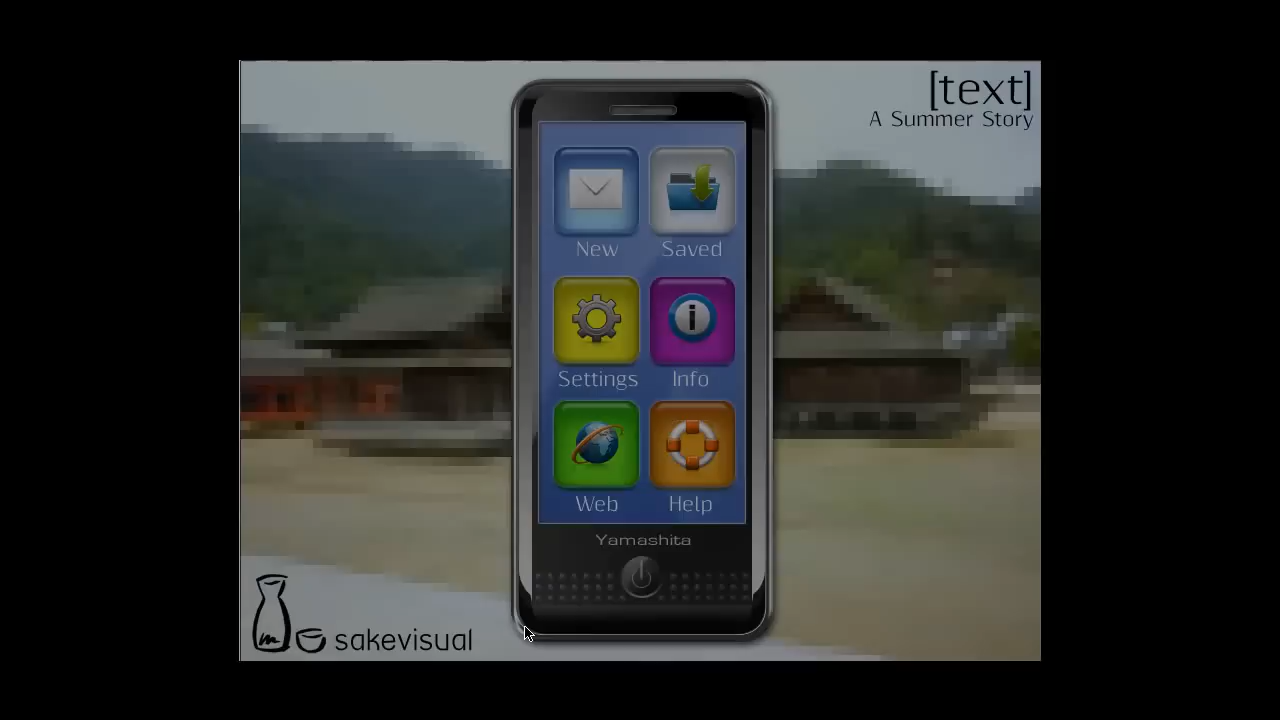 [text]
A Summer Story
New Saved
Settings Info
Web Help
Yamashita
sakevisual